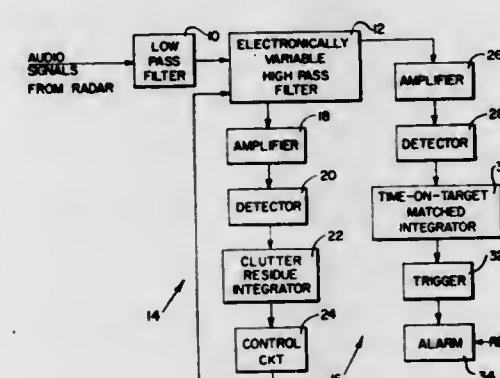 10
12
AUDIO
SIGNALS
FROM RADAR
LOW
PASS
FILTER
ELECTRONICALLY
VARIABLE
HIGH PASS
FILTER
26
AMPLIFIER
18
AMPLIFIER
28
DETECTOR
20
DETECTOR
TIME-ON-TARGET
MATCHED
INTEGRATOR
22
CLUTTER
RESIDUE
INTEGRATOR
32
TRIGGER
14
24
CONTROL
CKT
ALARM
34